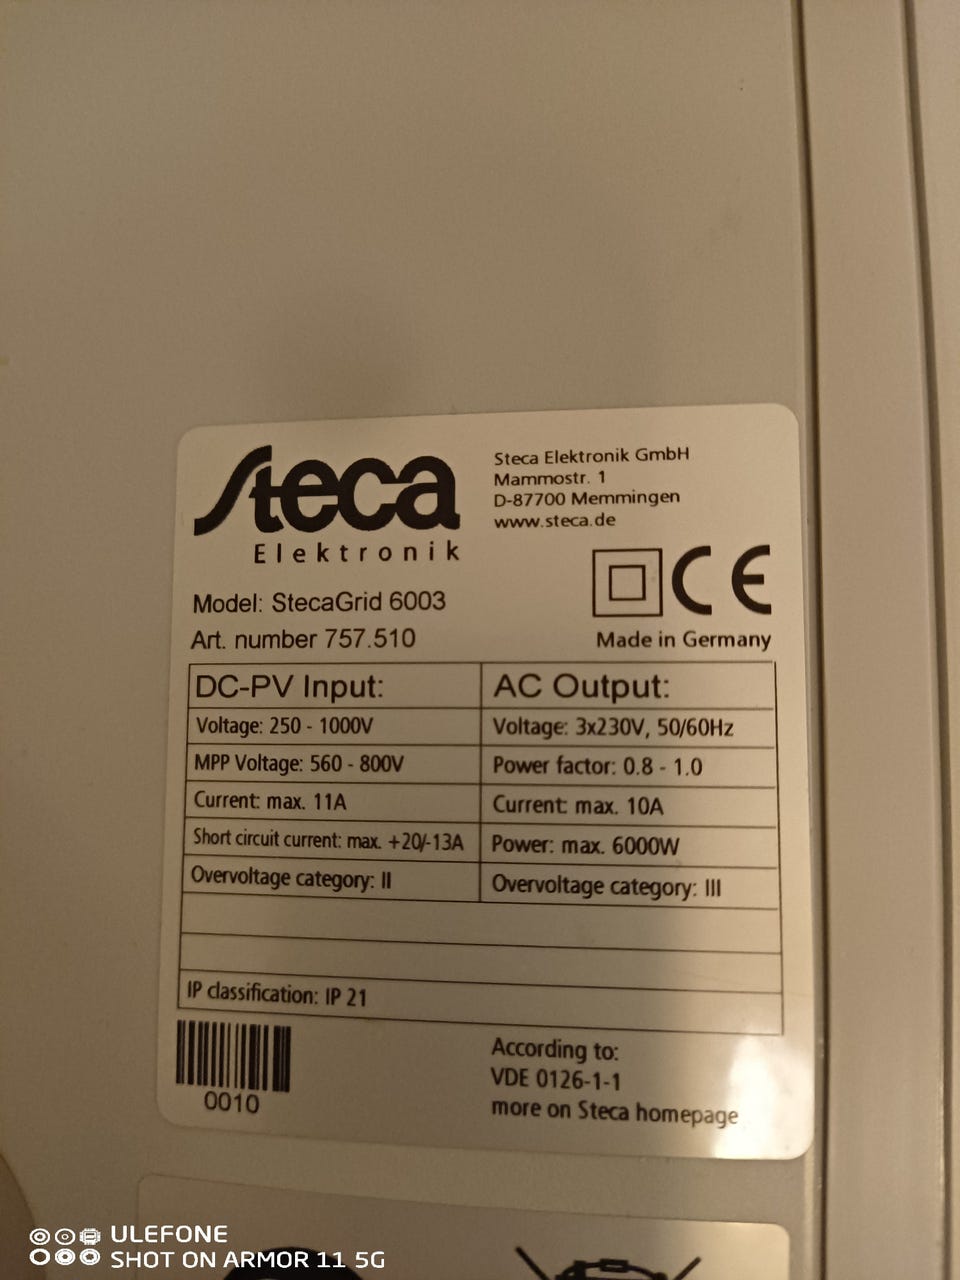 Steca
Elektronik
Steca Elektronik GmbH
Mammostr. 1
D-87700 Memmingen
www.steca.de
CE
Model: StecaGrid 6003
Art. number 757.510
Made in Germany
DC-PV Input:
Voltage: 250 - 1000V
MPP Voltage: 560 - 800V
Current: max. 11A
Short circuit current: max. +20/-13A
Overvoltage category: II
AC Output:
Voltage: 3x230V, 50/60Hz
Power factor: 0.8 - 1.0
Current: max. 10A
Power: max. 6000W
Overvoltage category: III
IP classification: IP 21
0010
According to:
VDE 0126-1-1
more on Steca homepage
ULEFONE
SHOT ON ARMOR 11 5G